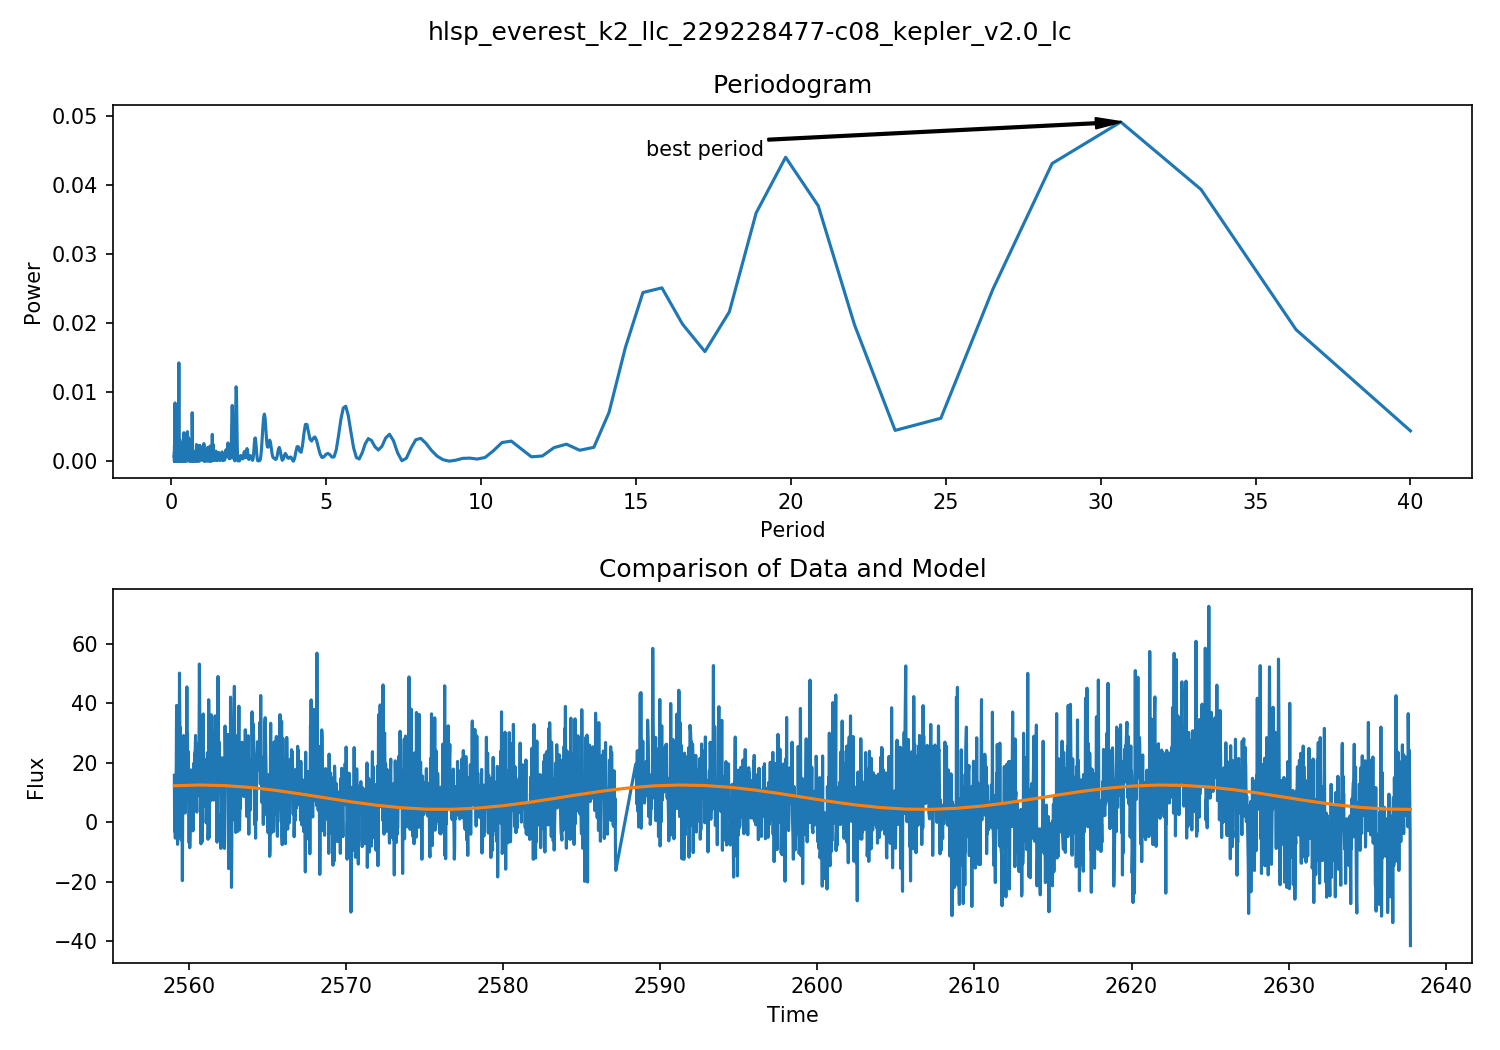 hlsp_everest_k2_llc_229228477-c08_kepler_v2.0_lc
Periodogram
0.05
0.04
0.03
0.02
0.01
0.00
Power
best period
0 5 10 15 20 25 30 35 40
Period
Comparison of Data and Model
60
40
20
0
−20
−40
Flux
2560 2570 2580 2590 2600 2610 2620 2630 2640
Time